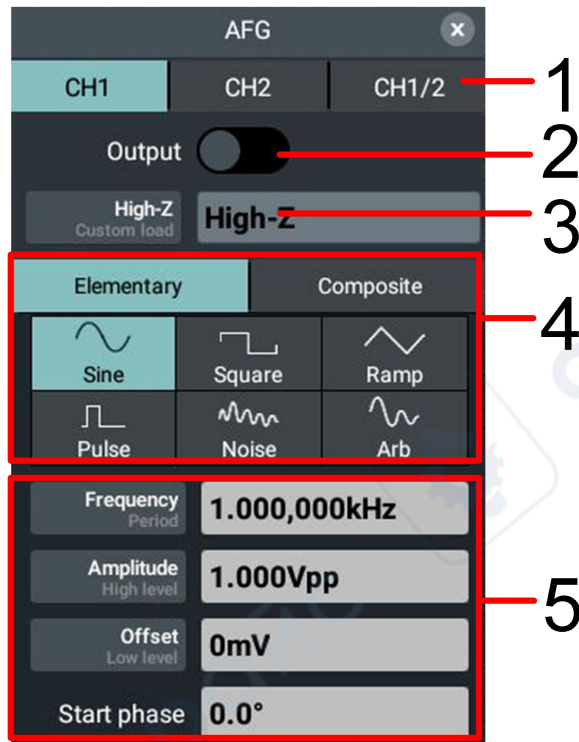 AFG
x
CH1 CH2 CH1/2
1
Output
2
High-Z High-Z
Custom load
3
Elementary Composite
4
Sine Square Ramp
Pulse Noise Arb
Frequency 1.000,000kHz
Period
Amplitude 1.000Vpp
High level
5
Offset 0mV
Low level
Start phase 0.0°